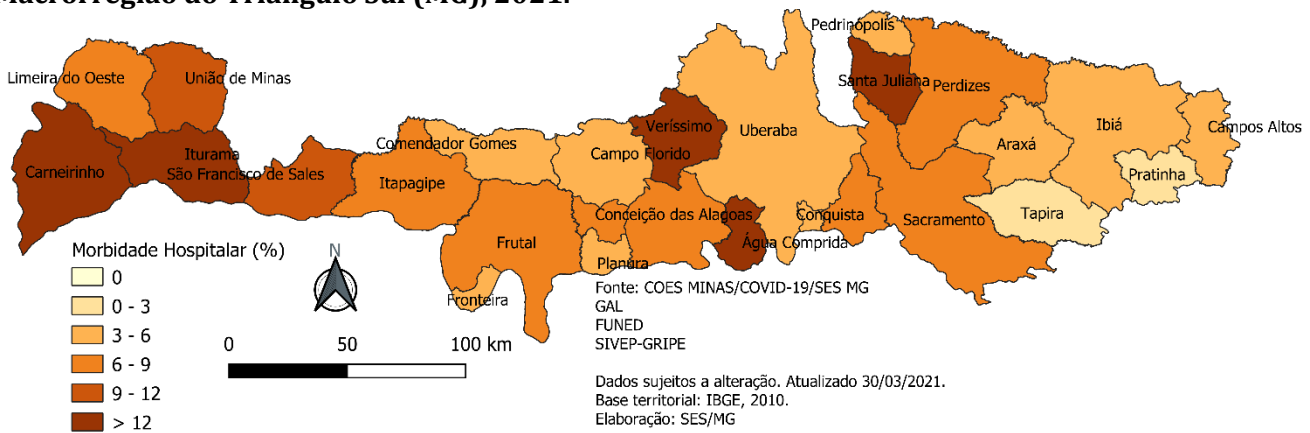 Macrorregião do Triângulo Sul (MG), 2021.
Pedrinópolis
Limeira do Oeste
União de Minas
Santa Juliana
Perdizes
Veríssimo
Uberaba
Ibiá
Campos Altos
Comendador Gomes
Araxá
Iturama
Campo Florido
Carneirinho
São Francisco de Sales
Pratinha
Itapagipe
Conceição das Alagoas
Conquista
Sacramento
Tapira
Frutal
Água Comprida
Planura
Fronteira
Morbidade Hospitalar (%)
0
0 - 3
3 - 6
6 - 9
9 - 12
> 12
N
0 50 100 km
Fonte: COES MINAS/COVID-19/SES MG
GAL
FUNED
SIVEP-GRIPE
Dados sujeitos a alteração. Atualizado 30/03/2021.
Base territorial: IBGE, 2010.
Elaboração: SES/MG